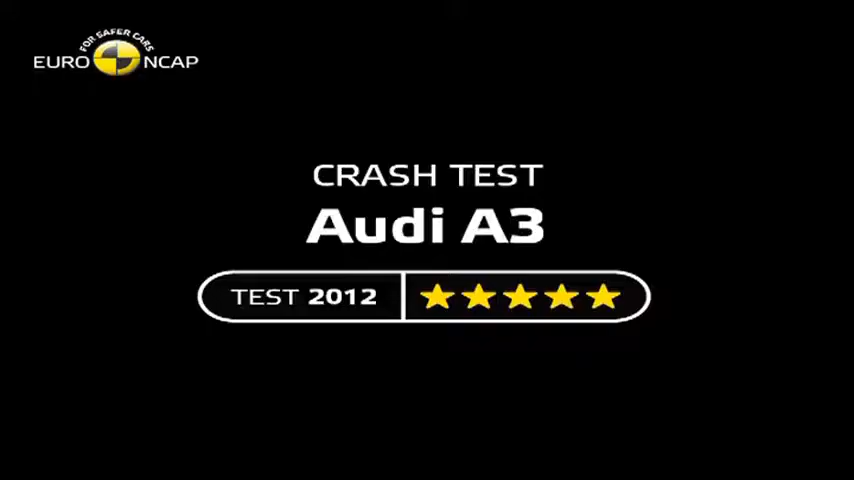 FOR SAFER CARS
EURO NCAP
CRASH TEST
Audi A3
TEST 2012